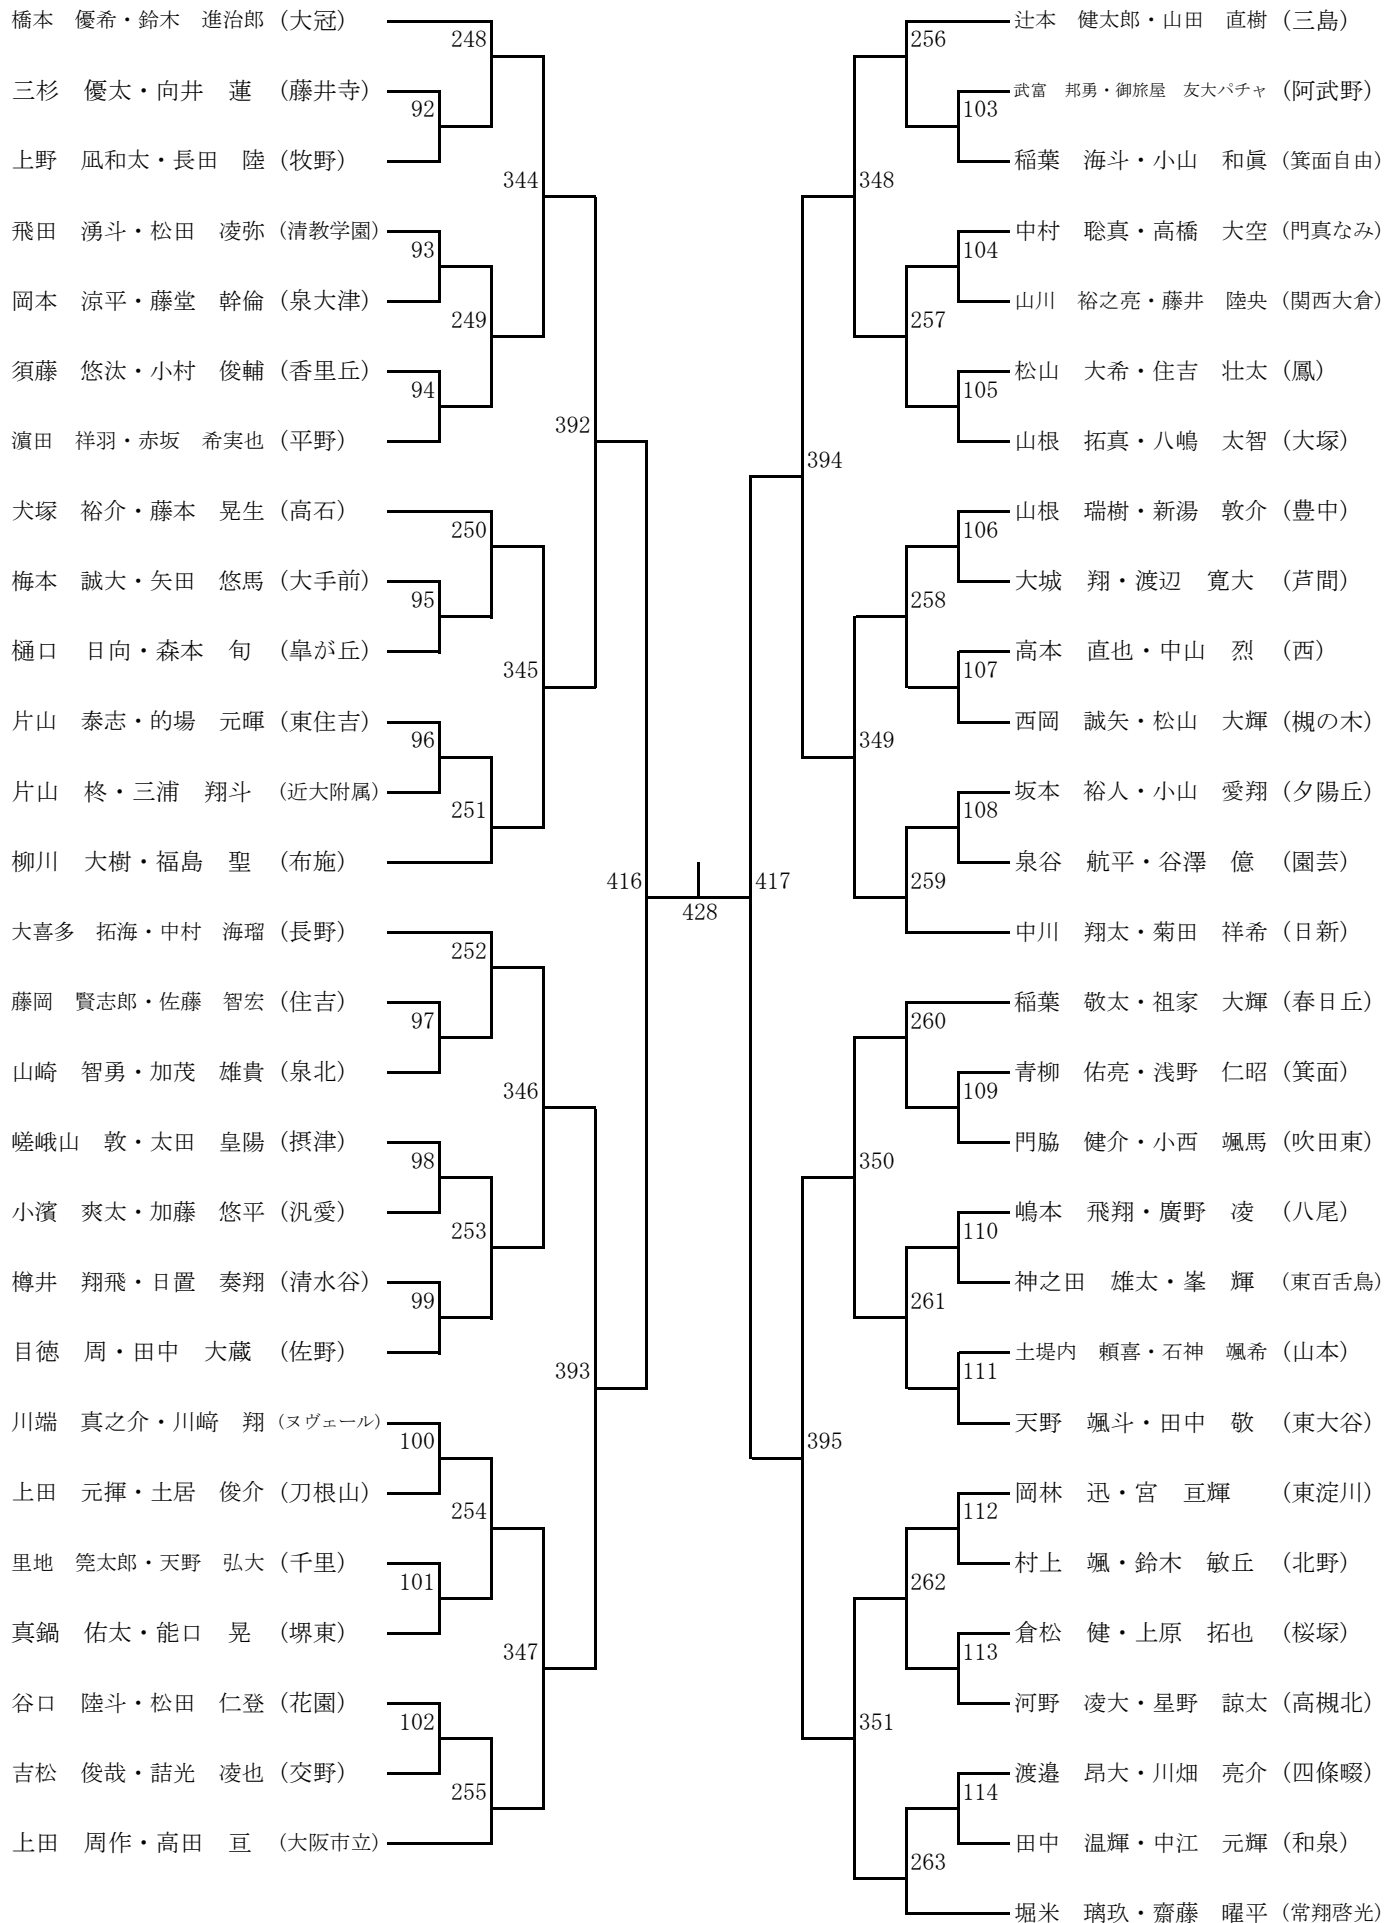 橋本　優希・鈴木　進治郎（大冠）
248
三杉　優太・向井　蓮　（藤井寺）
92
上野　凪和太・長田　陸（牧野）
344
飛田　湧斗・松田　凌弥（清教学園）
93
岡本　涼平・藤堂　幹倫（泉大津）
249
須藤　悠汰・小村　俊輔（香里丘）
94
392
濵田　祥羽・赤坂　希実也（平野）
犬塚　裕介・藤本　晃生（高石）
250
梅本　誠大・矢田　悠馬（大手前）
95
樋口　日向・森本　旬　（皐が丘）
345
片山　泰志・的場　元暉（東住吉）
96
片山　柊・三浦　翔斗　（近大附属）
251
柳川　大樹・福島　聖　（布施）
416
428
大喜多　拓海・中村　海瑠（長野）
252
藤岡　賢志郎・佐藤　智宏（住吉）
97
山崎　智勇・加茂　雄貴（泉北）
346
嵯峨山　敦・太田　皇陽（摂津）
98
小濱　爽太・加藤　悠平（汎愛）
253
樽井　翔飛・日置　奏翔（清水谷）
99
目徳　周・田中　大蔵　（佐野）
393
川端　真之介・川﨑　翔（ヌヴェール）
100
上田　元揮・土居　俊介（刀根山）
254
里地　莞太郎・天野　弘大（千里）
101
真鍋　佑太・能口　晃　（堺東）
347
谷口　陸斗・松田　仁登（花園）
102
吉松　俊哉・詰光　凌也（交野）
255
上田　周作・高田　亘　（大阪市立）
辻本　健太郎・山田　直樹（三島）
256
武富　邦勇・御旅屋　友大パチャ（阿武野）
103
稲葉　海斗・小山　和眞（箕面自由）
348
中村　聡真・高橋　大空（門真なみ）
104
山川　裕之亮・藤井　陸央（関西大倉）
257
松山　大希・住吉　壮太（鳳）
105
山根　拓真・八嶋　太智（大塚）
394
山根　瑞樹・新湯　敦介（豊中）
106
大城　翔・渡辺　寛大　（芦間）
258
高本　直也・中山　烈　（西）
107
西岡　誠矢・松山　大輝（槻の木）
349
坂本　裕人・小山　愛翔（夕陽丘）
108
泉谷　航平・谷澤　億　（園芸）
417
259
中川　翔太・菊田　祥希（日新）
稲葉　敬太・祖家　大輝（春日丘）
260
青柳　佑亮・浅野　仁昭（箕面）
109
門脇　健介・小西　颯馬（吹田東）
350
嶋本　飛翔・廣野　凌　（八尾）
110
神之田　雄太・峯　輝　（東百舌鳥）
261
土堤内　頼喜・石神　颯希（山本）
111
天野　颯斗・田中　敬　（東大谷）
395
岡林　迅・宮　亘輝　　（東淀川）
112
村上　颯・鈴木　敏丘　（北野）
262
倉松　健・上原　拓也　（桜塚）
113
河野　凌大・星野　諒太（高槻北）
351
渡邉　昂大・川畑　亮介（四條畷）
114
田中　温輝・中江　元輝（和泉）
263
堀米　璃玖・齋藤　曜平（常翔啓光）